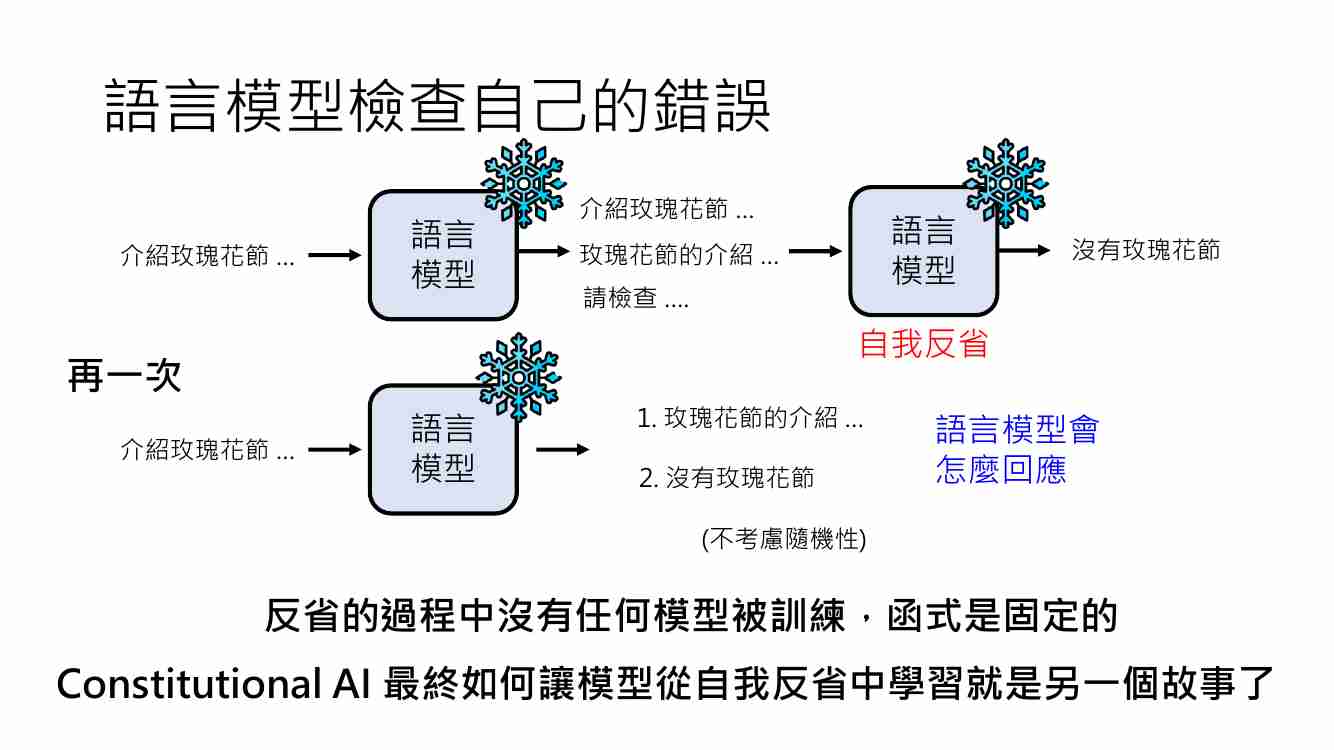 語言模型檢查自己的錯誤
介紹玫瑰花節 ...
語言
模型
介紹玫瑰花節 ...
玫瑰花節的介紹 ...
請檢查 ....
語言
模型
沒有玫瑰花節
自我反省
再一次
介紹玫瑰花節 ...
語言
模型
1. 玫瑰花節的介紹 ...
2. 沒有玫瑰花節
(不考慮隨機性)
語言模型會
怎麼回應
反省的過程中沒有任何模型被訓練，函式是固定的
Constitutional AI 最終如何讓模型從自我反省中學習就是另一個故事了